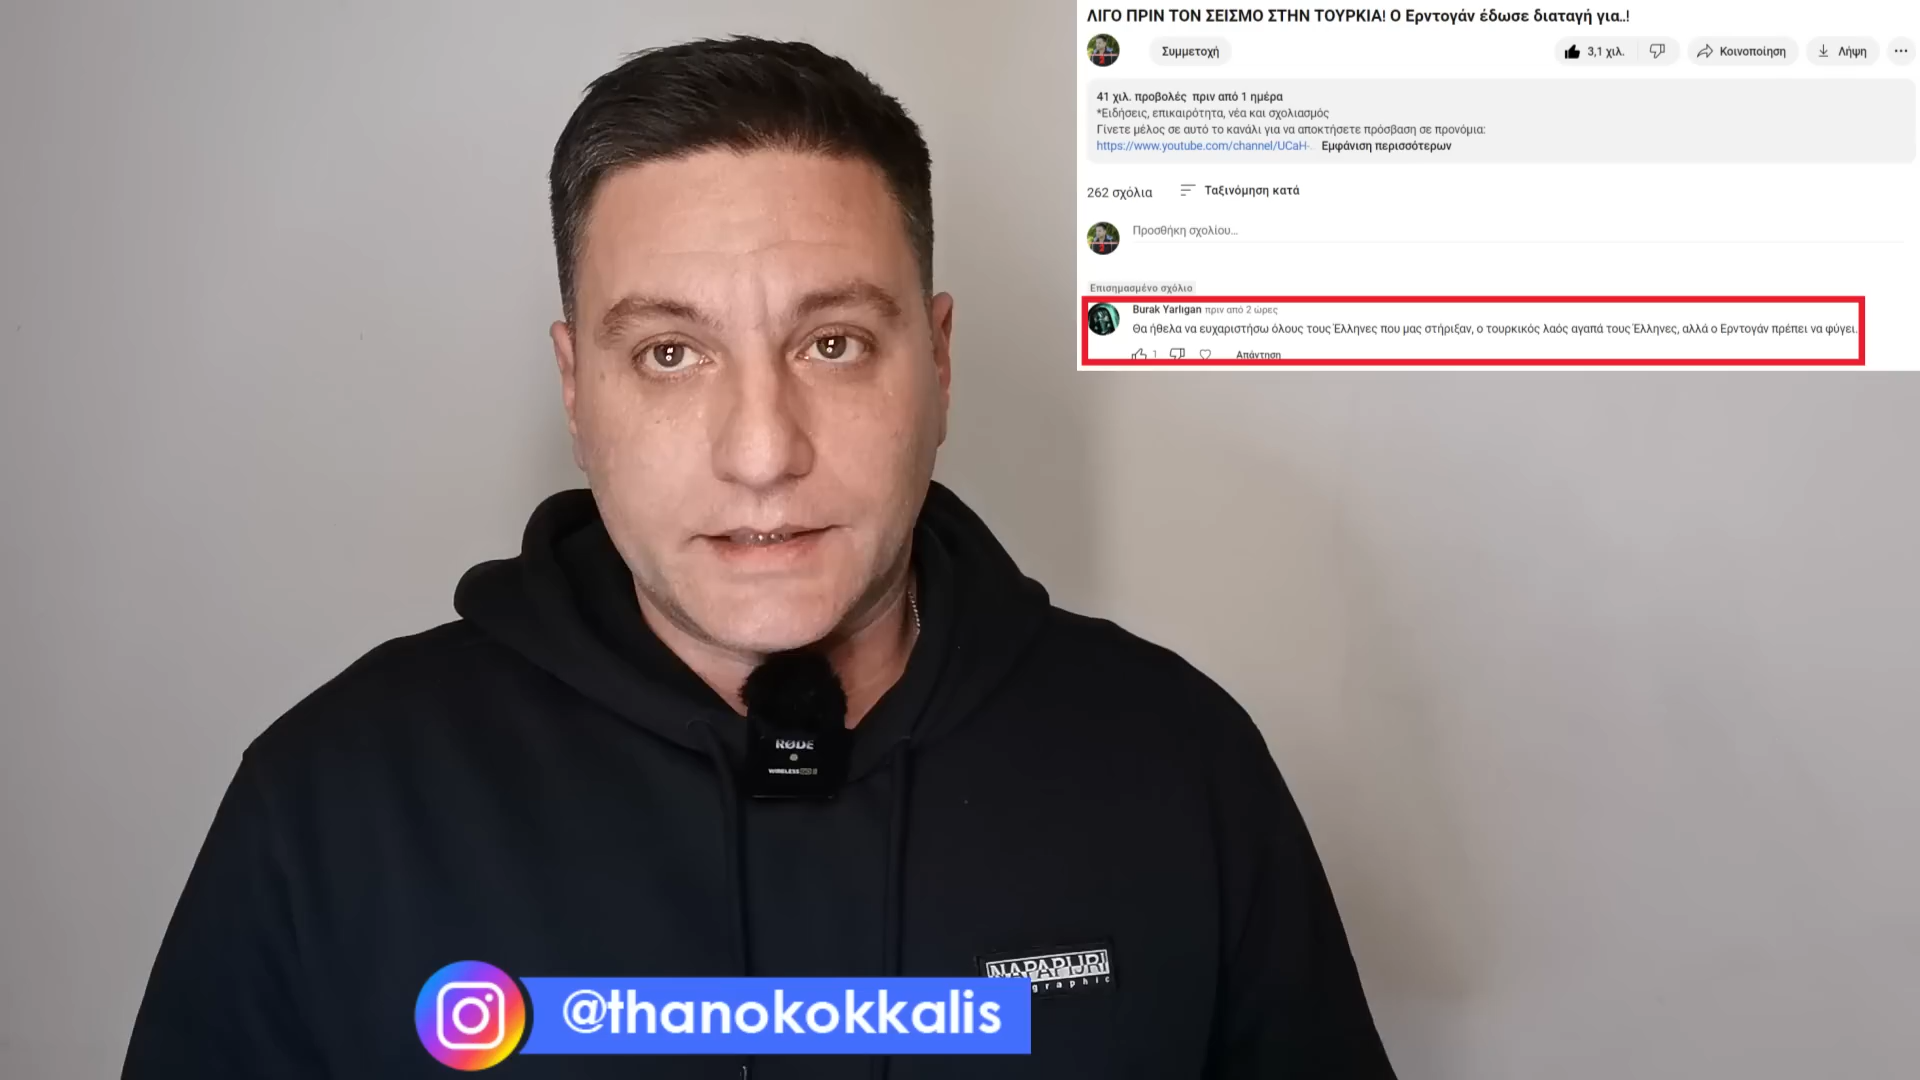 ΛΙΓΟ ΠΡΙΝ ΤΟΝ ΣΕΙΣΜΟ ΣΤΗΝ ΤΟΥΡΚΙΑ! Ο Ερντογάν έδωσε διαταγή για..!
Συμμετοχή
3,1 χιλ.
Κοινοποίηση
Λήψη
41 χιλ. προβολές πριν από 1 ημέρα
*Ειδήσεις, επικαιρότητα, νέα και σχολιασμός
Γίνετε μέλος σε αυτό το κανάλι για να αποκτήσετε πρόσβαση σε προνόμια:
https://www.youtube.com/channel/UCaH-.. Εμφάνιση περισσότερων
262 σχόλια
Ταξινόμηση κατά
Προσθήκη σχολίου...
Επισημασμένο σχόλιο
Burak Yarlıgan πριν από 2 ώρες
Θα ήθελα να ευχαριστήσω όλους τους Έλληνες που μας στήριξαν, ο τουρκικός λαός αγαπά τους Έλληνες, αλλά ο Ερντογάν πρέπει να φύγει.
1
Απάντηση
RØDE
WIRELESS
NAPAPIJRI
graphic
@thanokokkalis